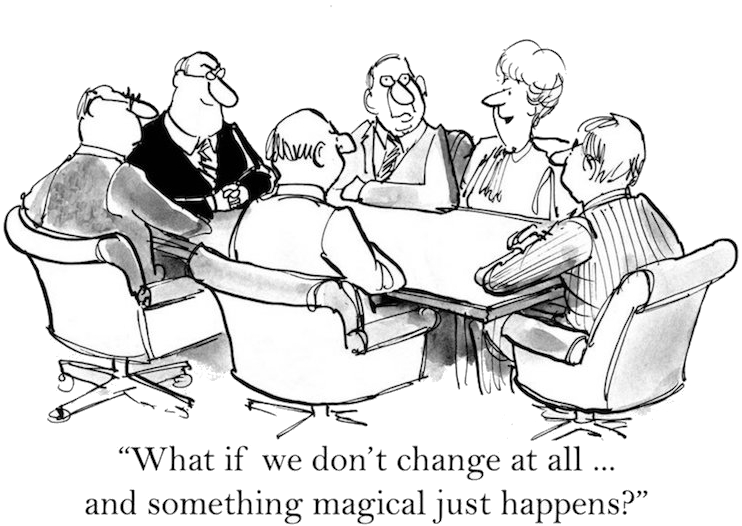 “What if we don’t change at all ...
and something magical just happens?”